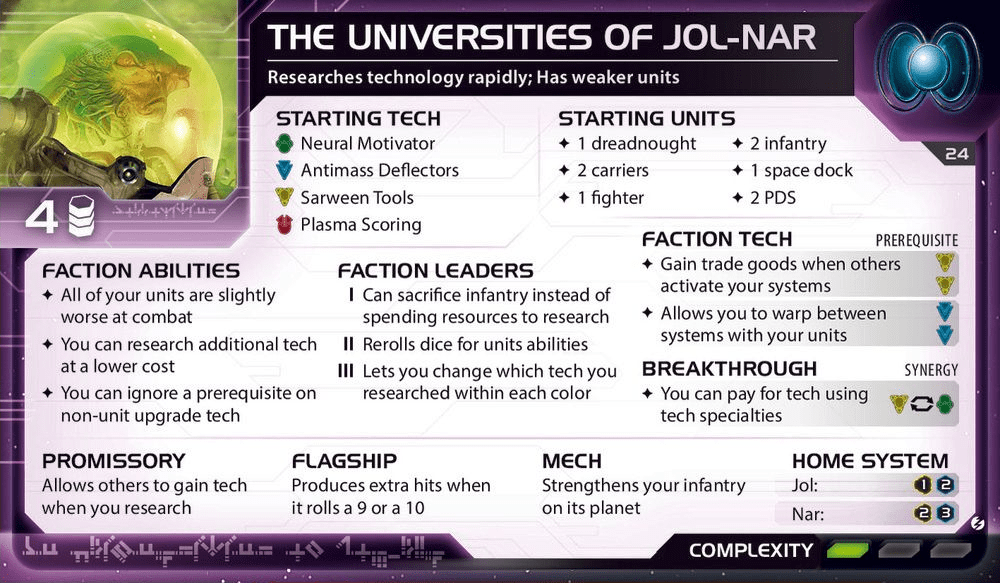 THE UNIVERSITIES OF JOL-NAR
Researches technology rapidly; Has weaker units
24
4
STARTING TECH
Neural Motivator
Antimass Deflectors
Sarween Tools
Plasma Scoring
STARTING UNITS
1 dreadnought
2 carriers
1 fighter
2 infantry
1 space dock
2 PDS
FACTION ABILITIES
All of your units are slightly
worse at combat
You can research additional tech
at a lower cost
You can ignore a prerequisite on
non-unit upgrade tech
FACTION LEADERS
I Can sacrifice infantry instead of
spending resources to research
II Rerolls dice for units abilities
III Lets you change which tech you
researched within each color
FACTION TECH PREREQUISITE
Gain trade goods when others
activate your systems
Allows you to warp between
systems with your units
BREAKTHROUGH SYNERGY
You can pay for tech using
tech specialties
PROMISSORY
Allows others to gain tech
when you research
FLAGSHIP
Produces extra hits when
it rolls a 9 or a 10
MECH
Strengthens your infantry
on its planet
HOME SYSTEM
Jol: 1 2
Nar: 2 3
COMPLEXITY